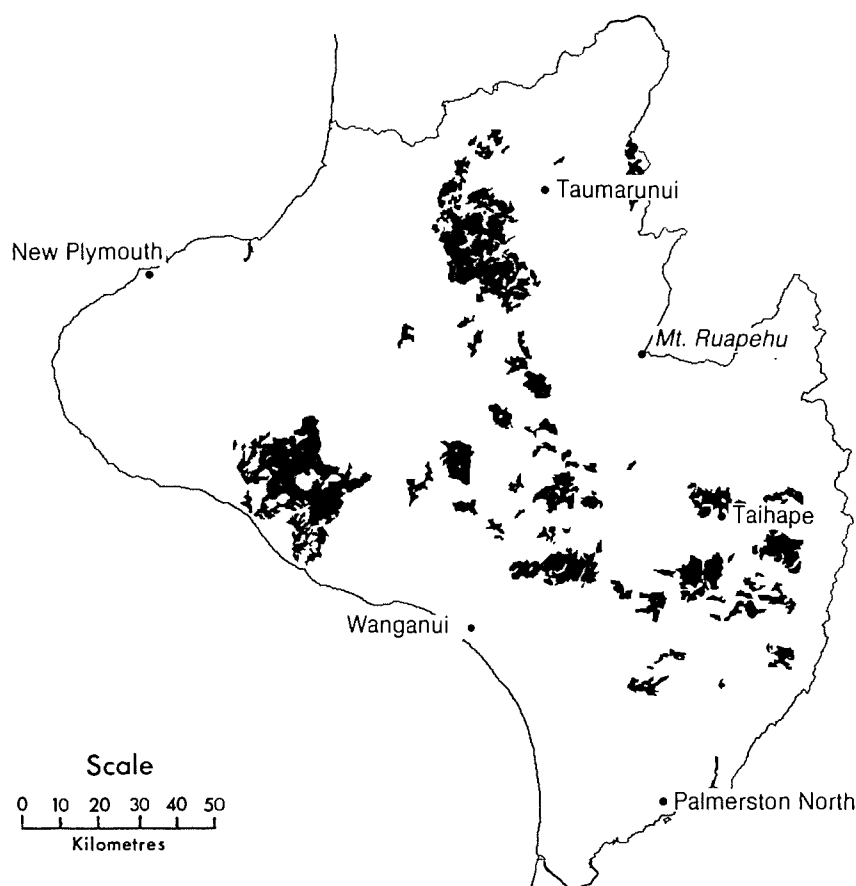 Taumarunui
New Plymouth
Mt. Ruapehu
Taihape
Wanganui
Scale
0 10 20 30 40 50
Kilometres
Palmerston North